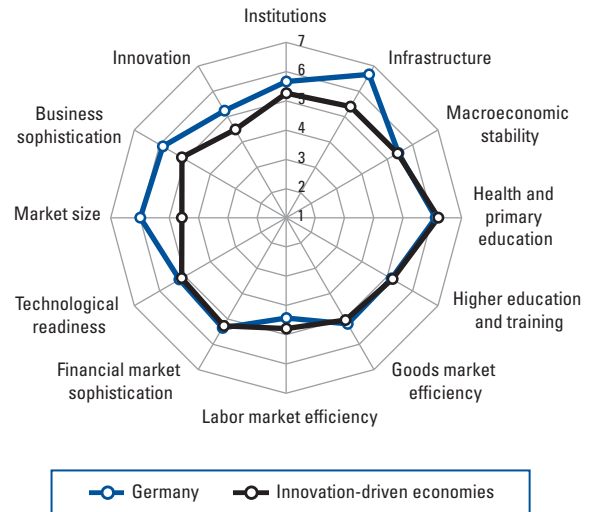 Institutions
7
Innovation
Infrastructure
6
5
Business
sophistication
Macroeconomic
stability
4
3
2
Market size
1
Health and
primary
education
Technological
readiness
Higher education
and training
Financial market
sophistication
Goods market
efficiency
Labor market efficiency
Germany
Innovation-driven economies